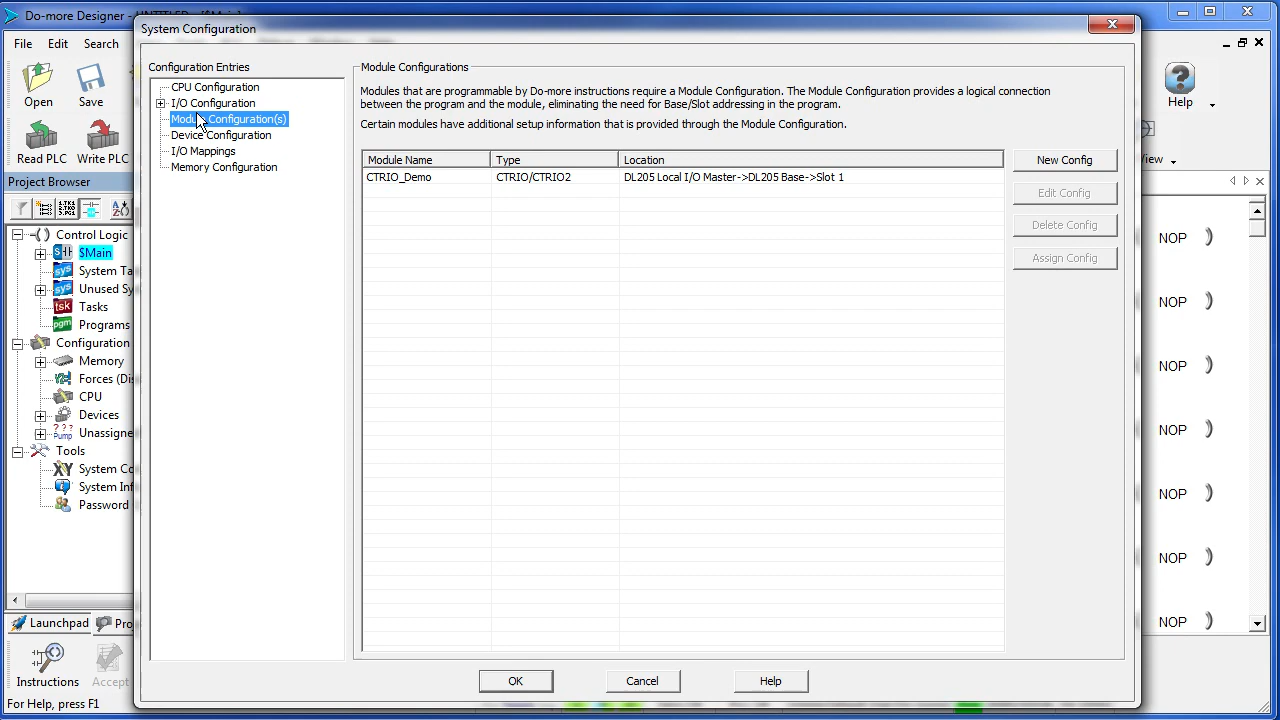 Do-more Designer
System Configuration
File Edit Search
Open Save
Help
Read PLC Write PLC
View
Project Browser
Control Logic
$Main
System Ta
Unused Sy
Tasks
Programs
Configuration
Memory
Forces (Dis
CPU
Devices
Unassigne
Tools
System Co
System Inf
Password
Launchpad Pro
Instructions Accept
For Help, press F1
Configuration Entries
CPU Configuration
I/O Configuration
Module Configuration(s)
Device Configuration
I/O Mappings
Memory Configuration
Module Configurations
Modules that are programable by Do-more instructions require a Module Configuration. The Module Configuration provides a logical connection
between the program and the module, eliminating the need for Base/Slot addressing in the program.
Certain modules have additional setup information that is provided through the Module Configuration.
Module Name Type Location
CTRIO_Demo CTRIO/CTRIO2 DL205 Local I/O Master->DL205 Base->Slot 1
New Config
Edit Config
Delete Config
Assign Config
OK Cancel Help
NOP
NOP
NOP
NOP
NOP
NOP
NOP